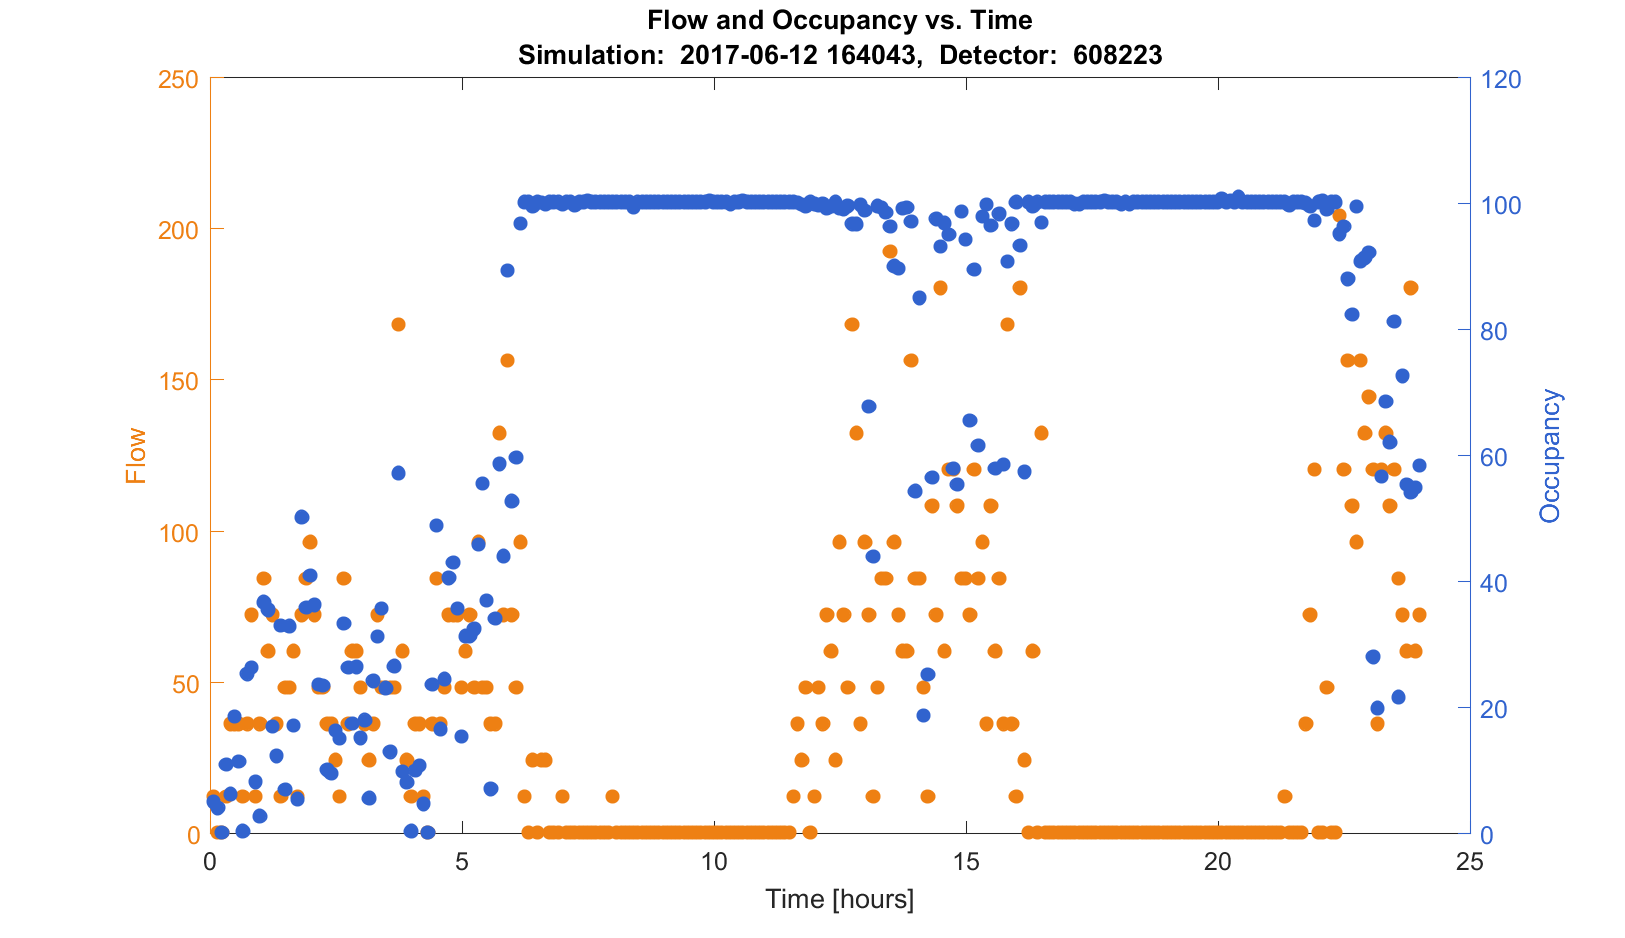 Flow and Occupancy vs. Time
Simulation:  2017-06-12 164043,  Detector:  608223
250
200
150
100
50
0
Flow
120
100
80
60
40
20
0
Occupancy
0 5 10 15 20 25
Time [hours]